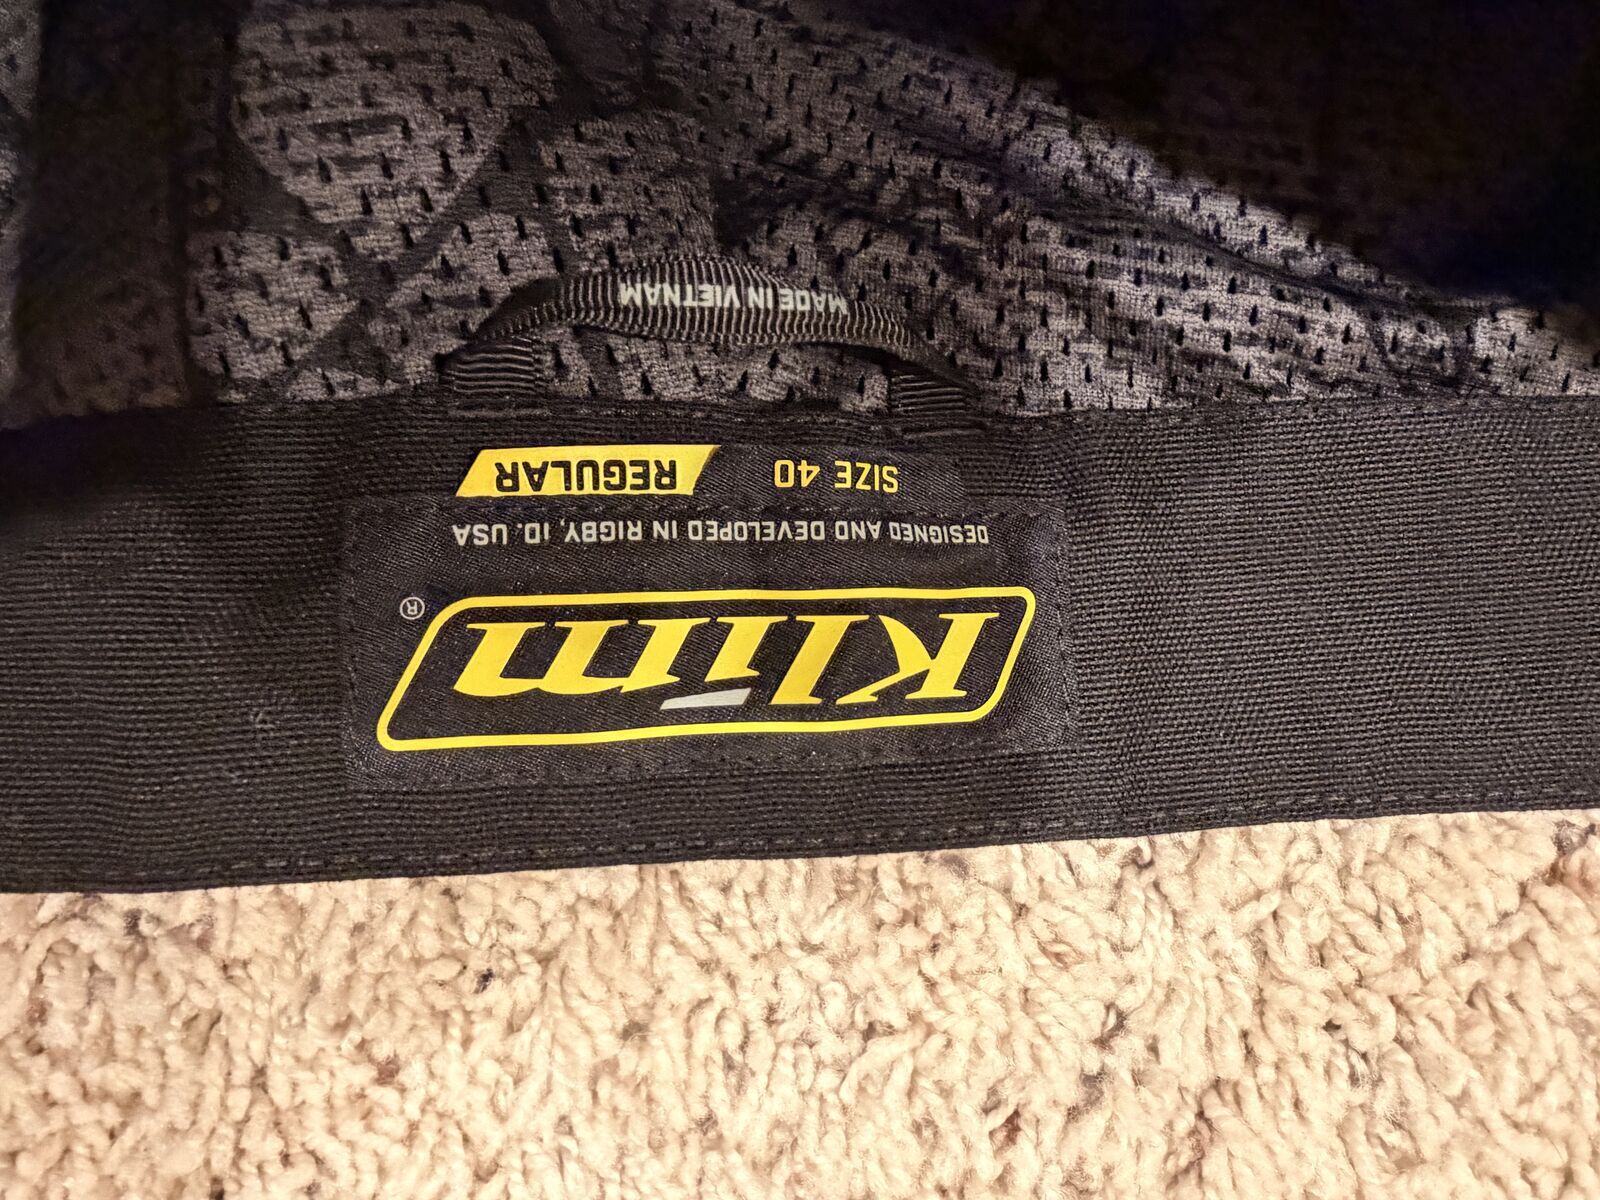 Klim ®
DESIGNED AND DEVELOPED IN RIGBY, ID. USA
SIZE 40 REGULAR
MADE IN VIETNAM